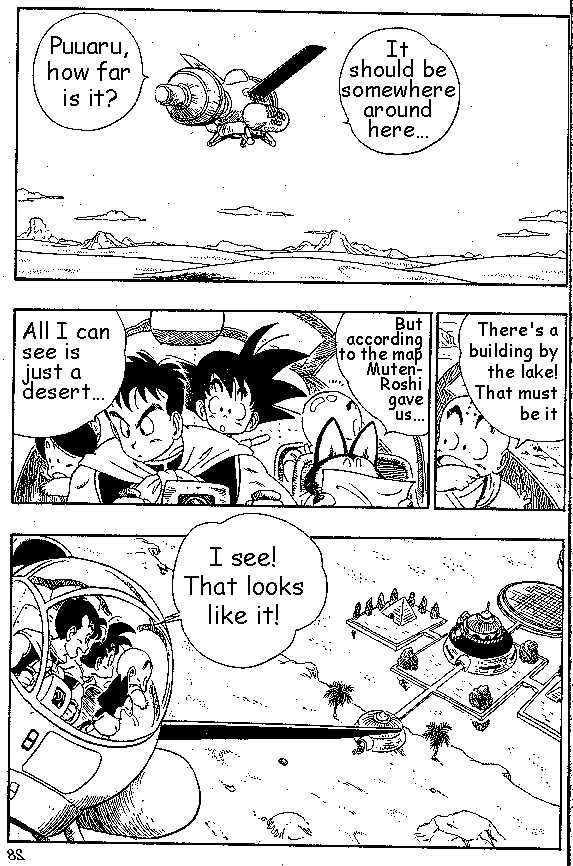 Puuaru,
how far
is it?
It
should be
somewhere
around
here...
All I can
see is
just a
desert...
But
according
to the map
Muten-
Roshi
gave
us...
There's a
building by
the lake!
That must
be it
I see!
That looks
like it!
28